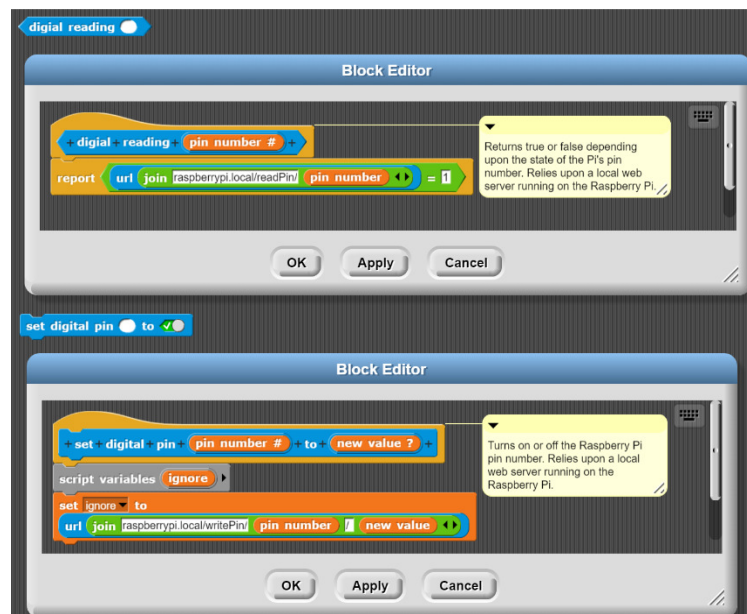 digial reading
Block Editor
+ digial + reading + pin number # +
report url join raspberrypi.local/readPin/ pin number = 1
Returns true or false depending
upon the state of the Pi's pin
number. Relies upon a local web
server running on the Raspberry Pi.
OK Apply Cancel
set digital pin to
Block Editor
+ set + digital + pin + pin number # + to + new value ? +
script variables ignore
set ignore to
url join raspberrypi.local/writePin/ pin number / new value
Turns on or off the Raspberry Pi
pin number. Relies upon a local
web server running on the
Raspberry Pi.
OK Apply Cancel